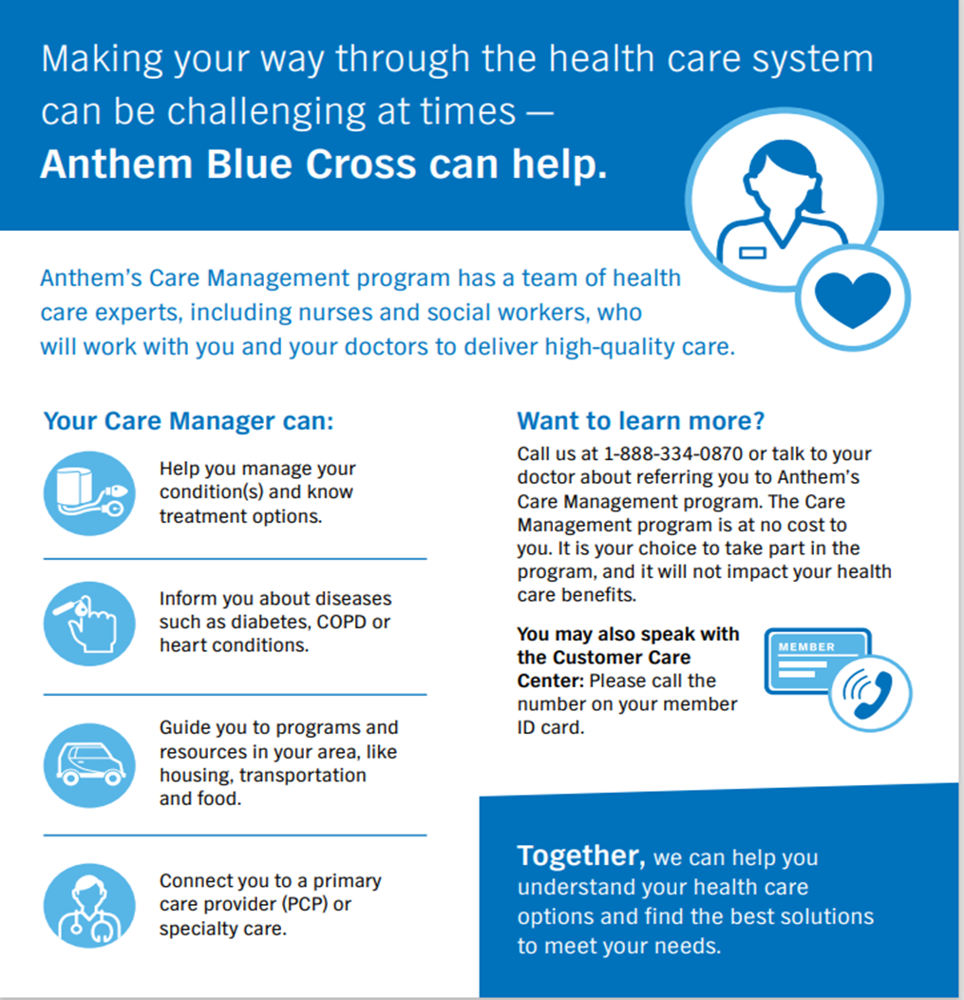 Making your way through the health care system
can be challenging at times —
Anthem Blue Cross can help.
Anthem’s Care Management program has a team of health
care experts, including nurses and social workers, who
will work with you and your doctors to deliver high-quality care.
Your Care Manager can:
Help you manage your
condition(s) and know
treatment options.
Inform you about diseases
such as diabetes, COPD or
heart conditions.
Guide you to programs and
resources in your area, like
housing, transportation
and food.
Connect you to a primary
care provider (PCP) or
specialty care.
Want to learn more?
Call us at 1-888-334-0870 or talk to your
doctor about referring you to Anthem’s
Care Management program. The Care
Management program is at no cost to
you. It is your choice to take part in the
program, and it will not impact your health
care benefits.
You may also speak with
the Customer Care
Center: Please call the
number on your member
ID card.
MEMBER
Together, we can help you
understand your health care
options and find the best solutions
to meet your needs.